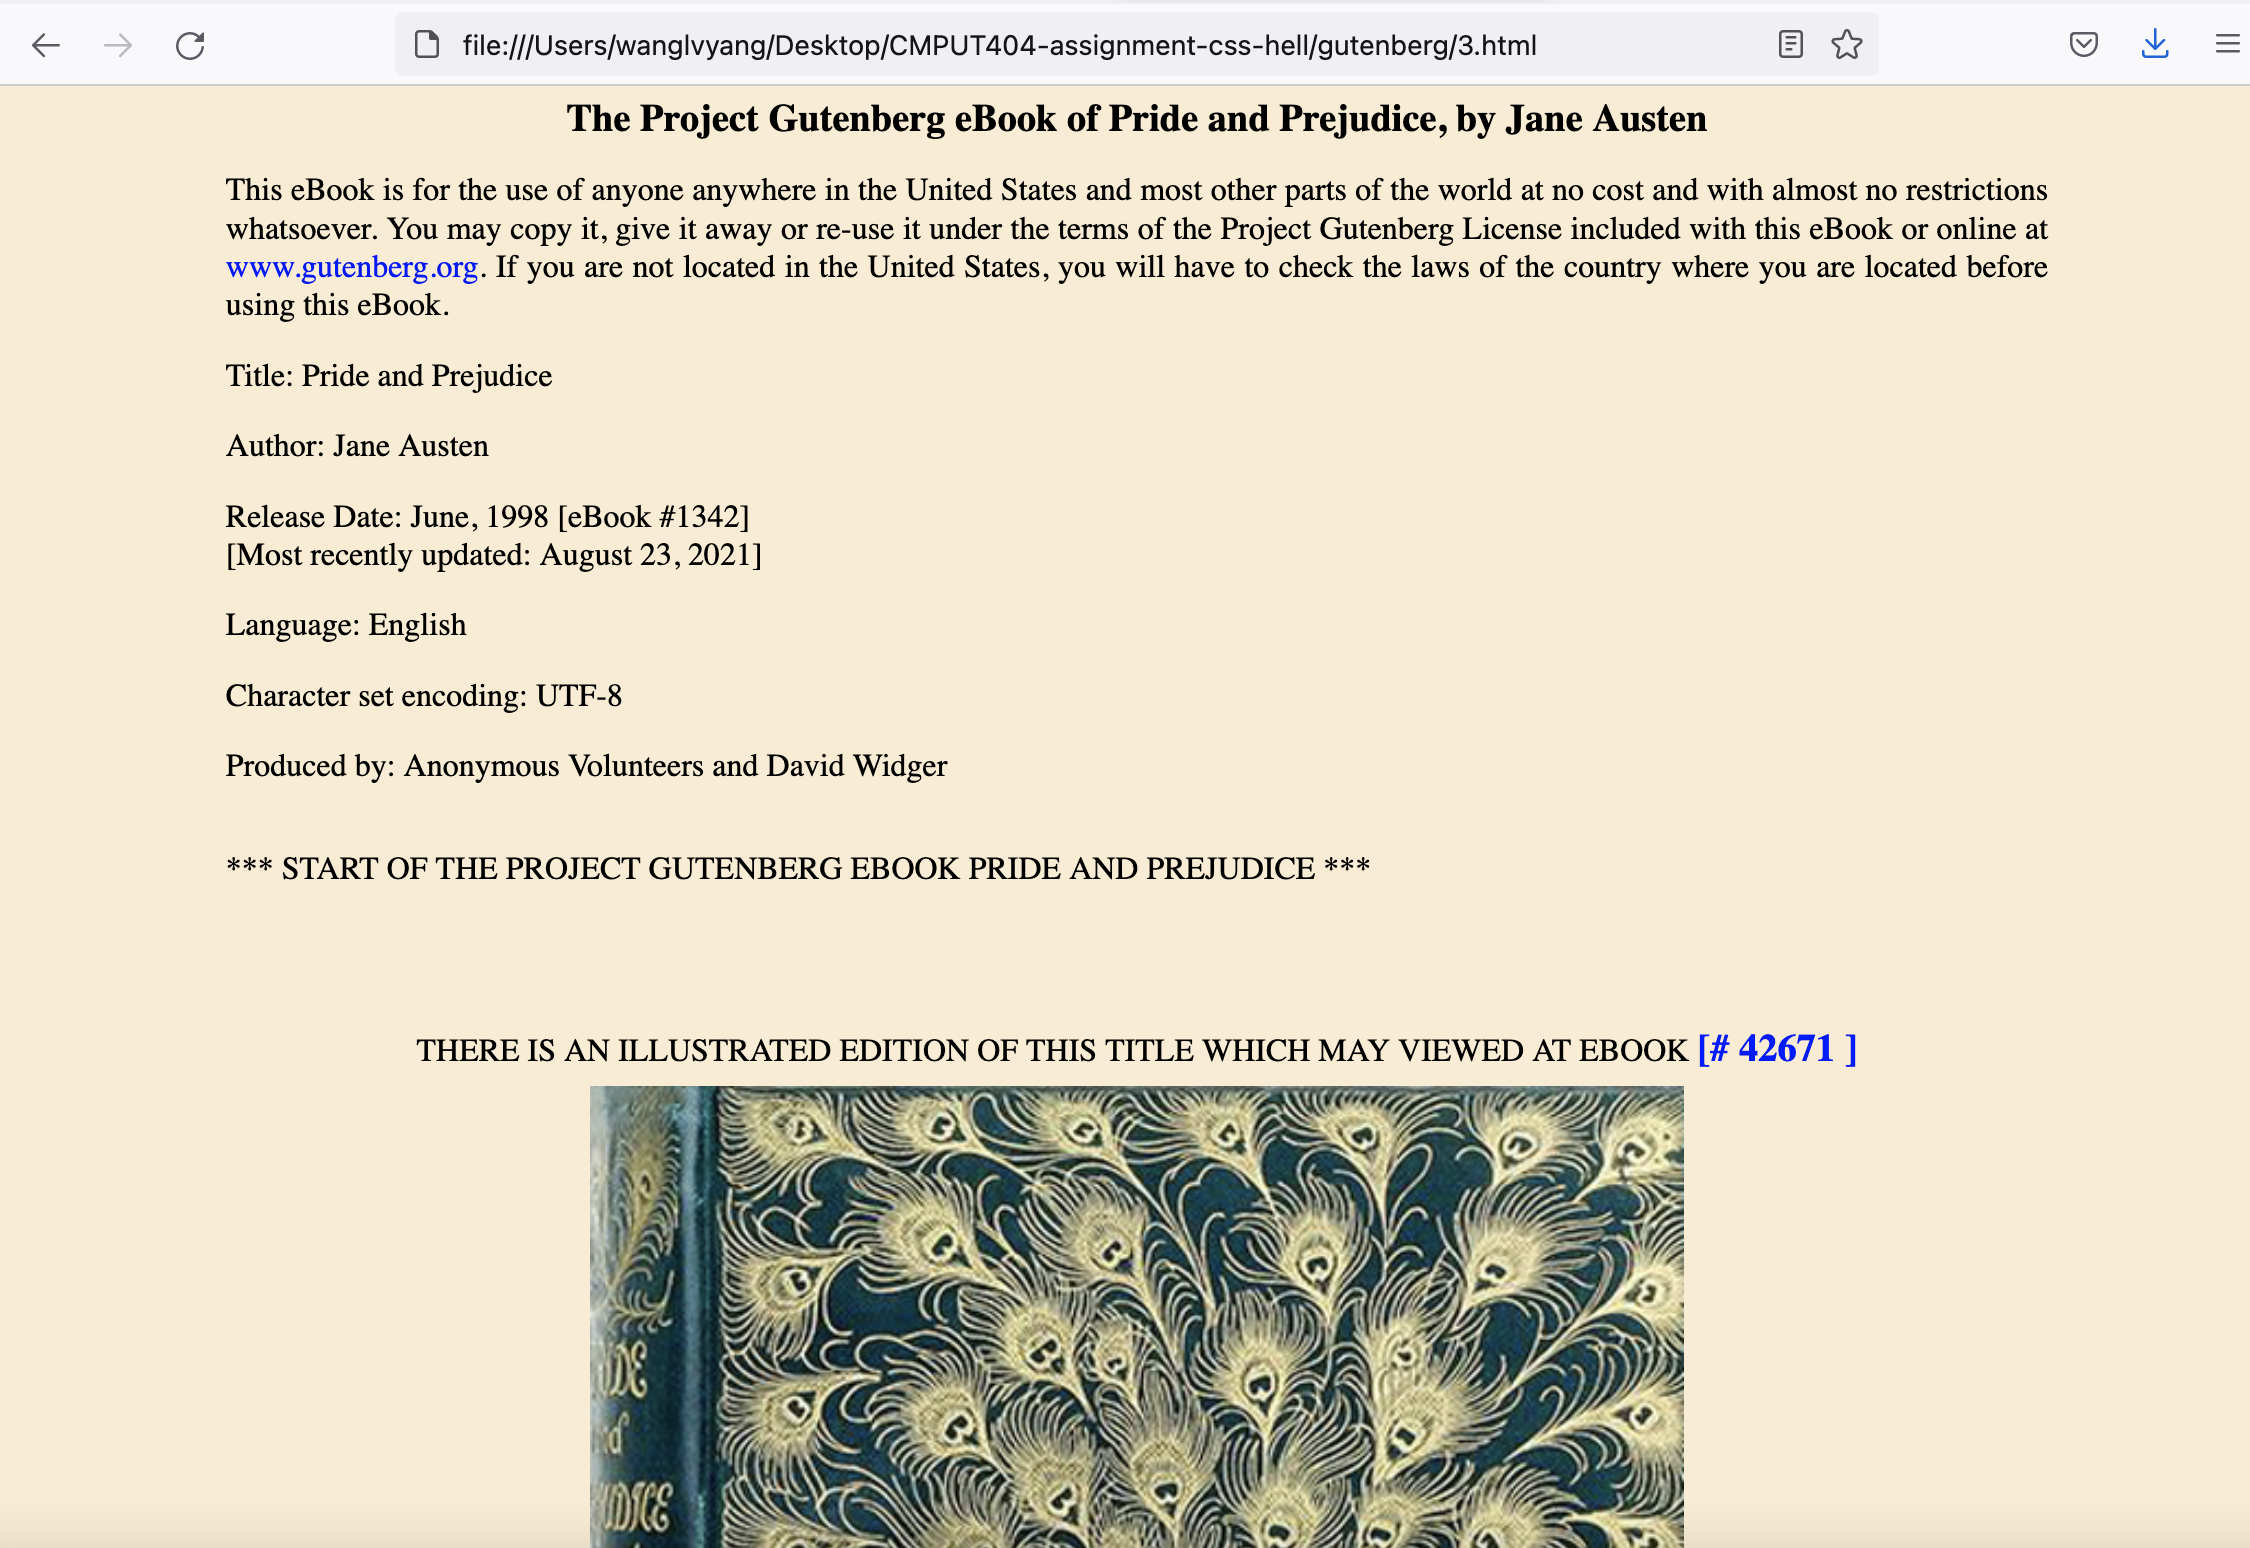 file:///Users/wanglvyang/Desktop/CMPUT404-assignment-css-hell/gutenberg/3.html
The Project Gutenberg eBook of Pride and Prejudice, by Jane Austen
This eBook is for the use of anyone anywhere in the United States and most other parts of the world at no cost and with almost no restrictions
whatsoever. You may copy it, give it away or re-use it under the terms of the Project Gutenberg License included with this eBook or online at
www.gutenberg.org. If you are not located in the United States, you will have to check the laws of the country where you are located before
using this eBook.
Title: Pride and Prejudice
Author: Jane Austen
Release Date: June, 1998 [eBook #1342]
[Most recently updated: August 23, 2021]
Language: English
Character set encoding: UTF-8
Produced by: Anonymous Volunteers and David Widger
*** START OF THE PROJECT GUTENBERG EBOOK PRIDE AND PREJUDICE ***
THERE IS AN ILLUSTRATED EDITION OF THIS TITLE WHICH MAY VIEWED AT EBOOK [# 42671 ]